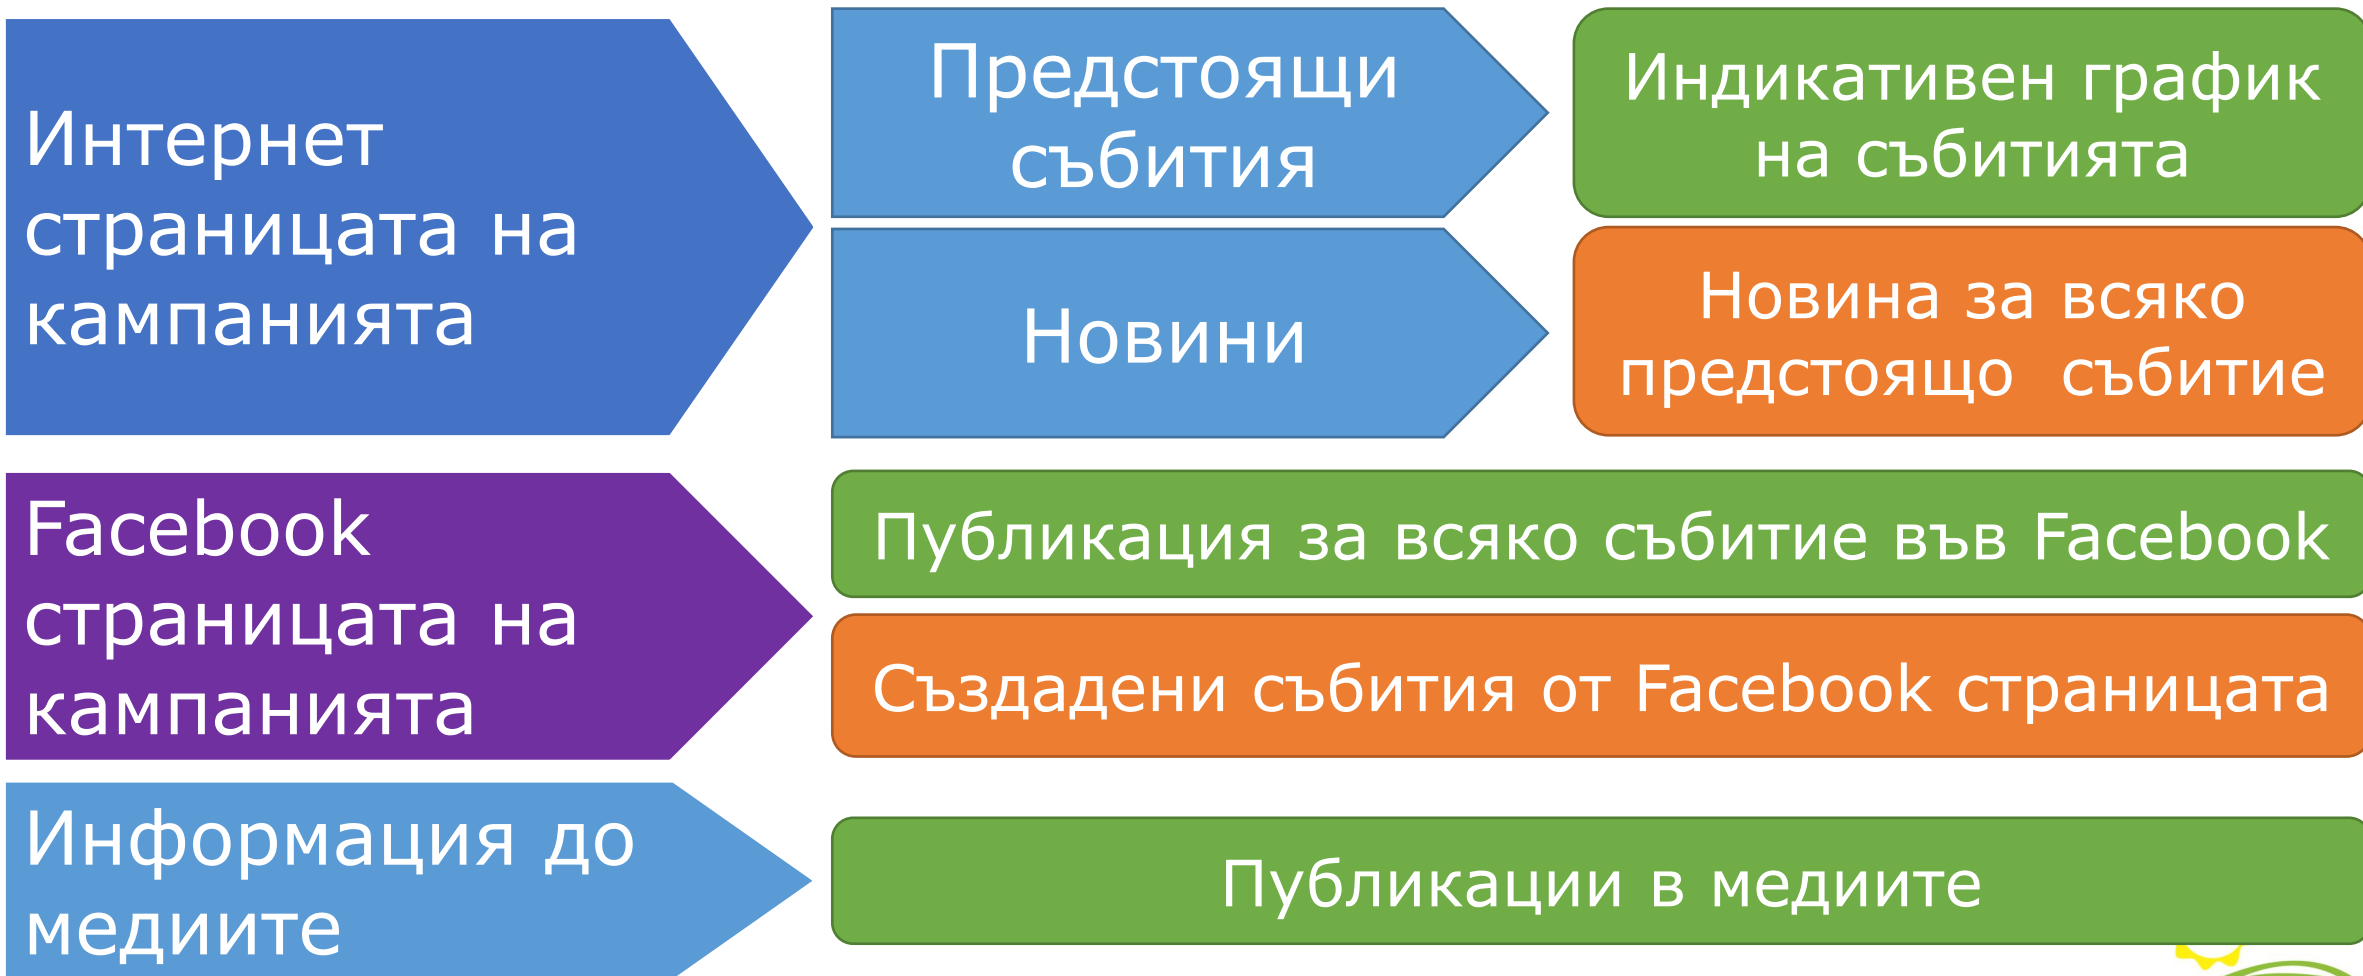 Интернет
страницата на
кампанията
Предстоящи
събития
Индикативен график
на събитията
Новини
Новина за всяко
предстоящо  събитие
Facebook
страницата на
кампанията
Публикация за всяко събитие във Facebook
Създадени събития от Facebook страницата
Информация до
медиите
Публикации в медиите